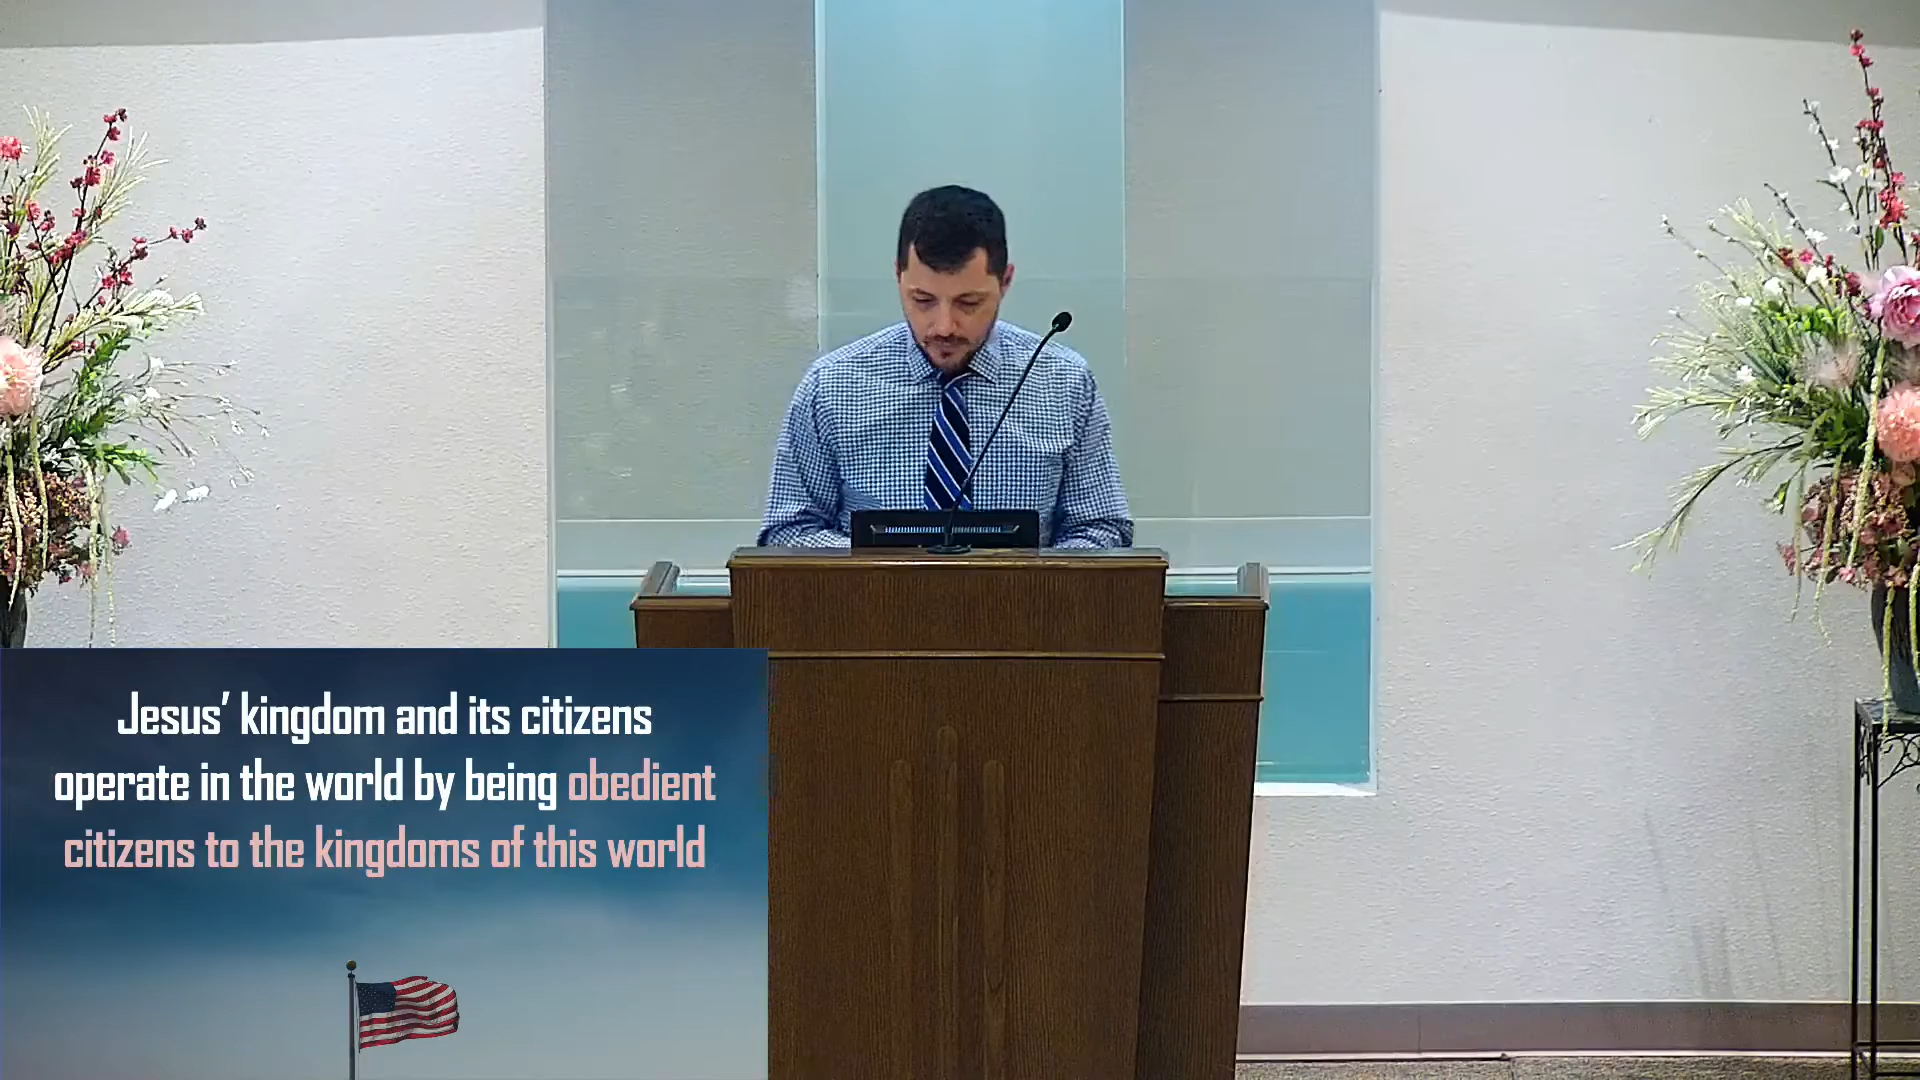 Jesus’ kingdom and its citizens
operate in the world by being obedient
citizens to the kingdoms of this world